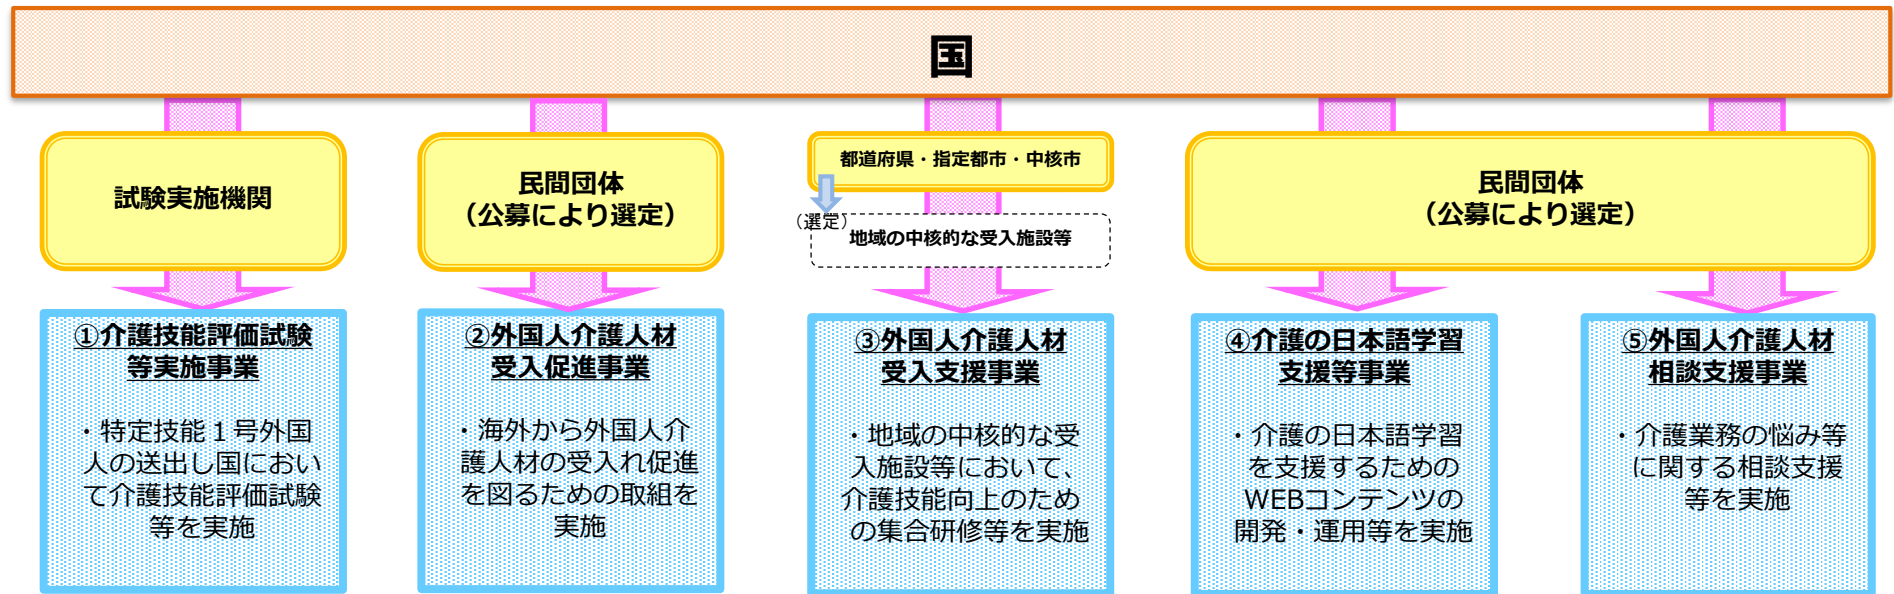 国
試験実施機関
①介護技能評価試験
等実施事業
・特定技能１号外国
人の送出し国におい
て介護技能評価試験
等を実施
民間団体
（公募により選定）
②外国人介護人材
受入促進事業
・海外から外国人介
護人材の受入れ促進
を図るための取組を
実施
都道府県・指定都市・中核市
（選定）
地域の中核的な受入施設等
③外国人介護人材
受入支援事業
・地域の中核的な受
入施設等において、
介護技能向上のため
の集合研修等を実施
民間団体
（公募により選定）
④介護の日本語学習
支援等事業
・介護の日本語学習
を支援するための
WEBコンテンツの
開発・運用等を実施
⑤外国人介護人材
相談支援事業
・介護業務の悩み等
に関する相談支援
等を実施